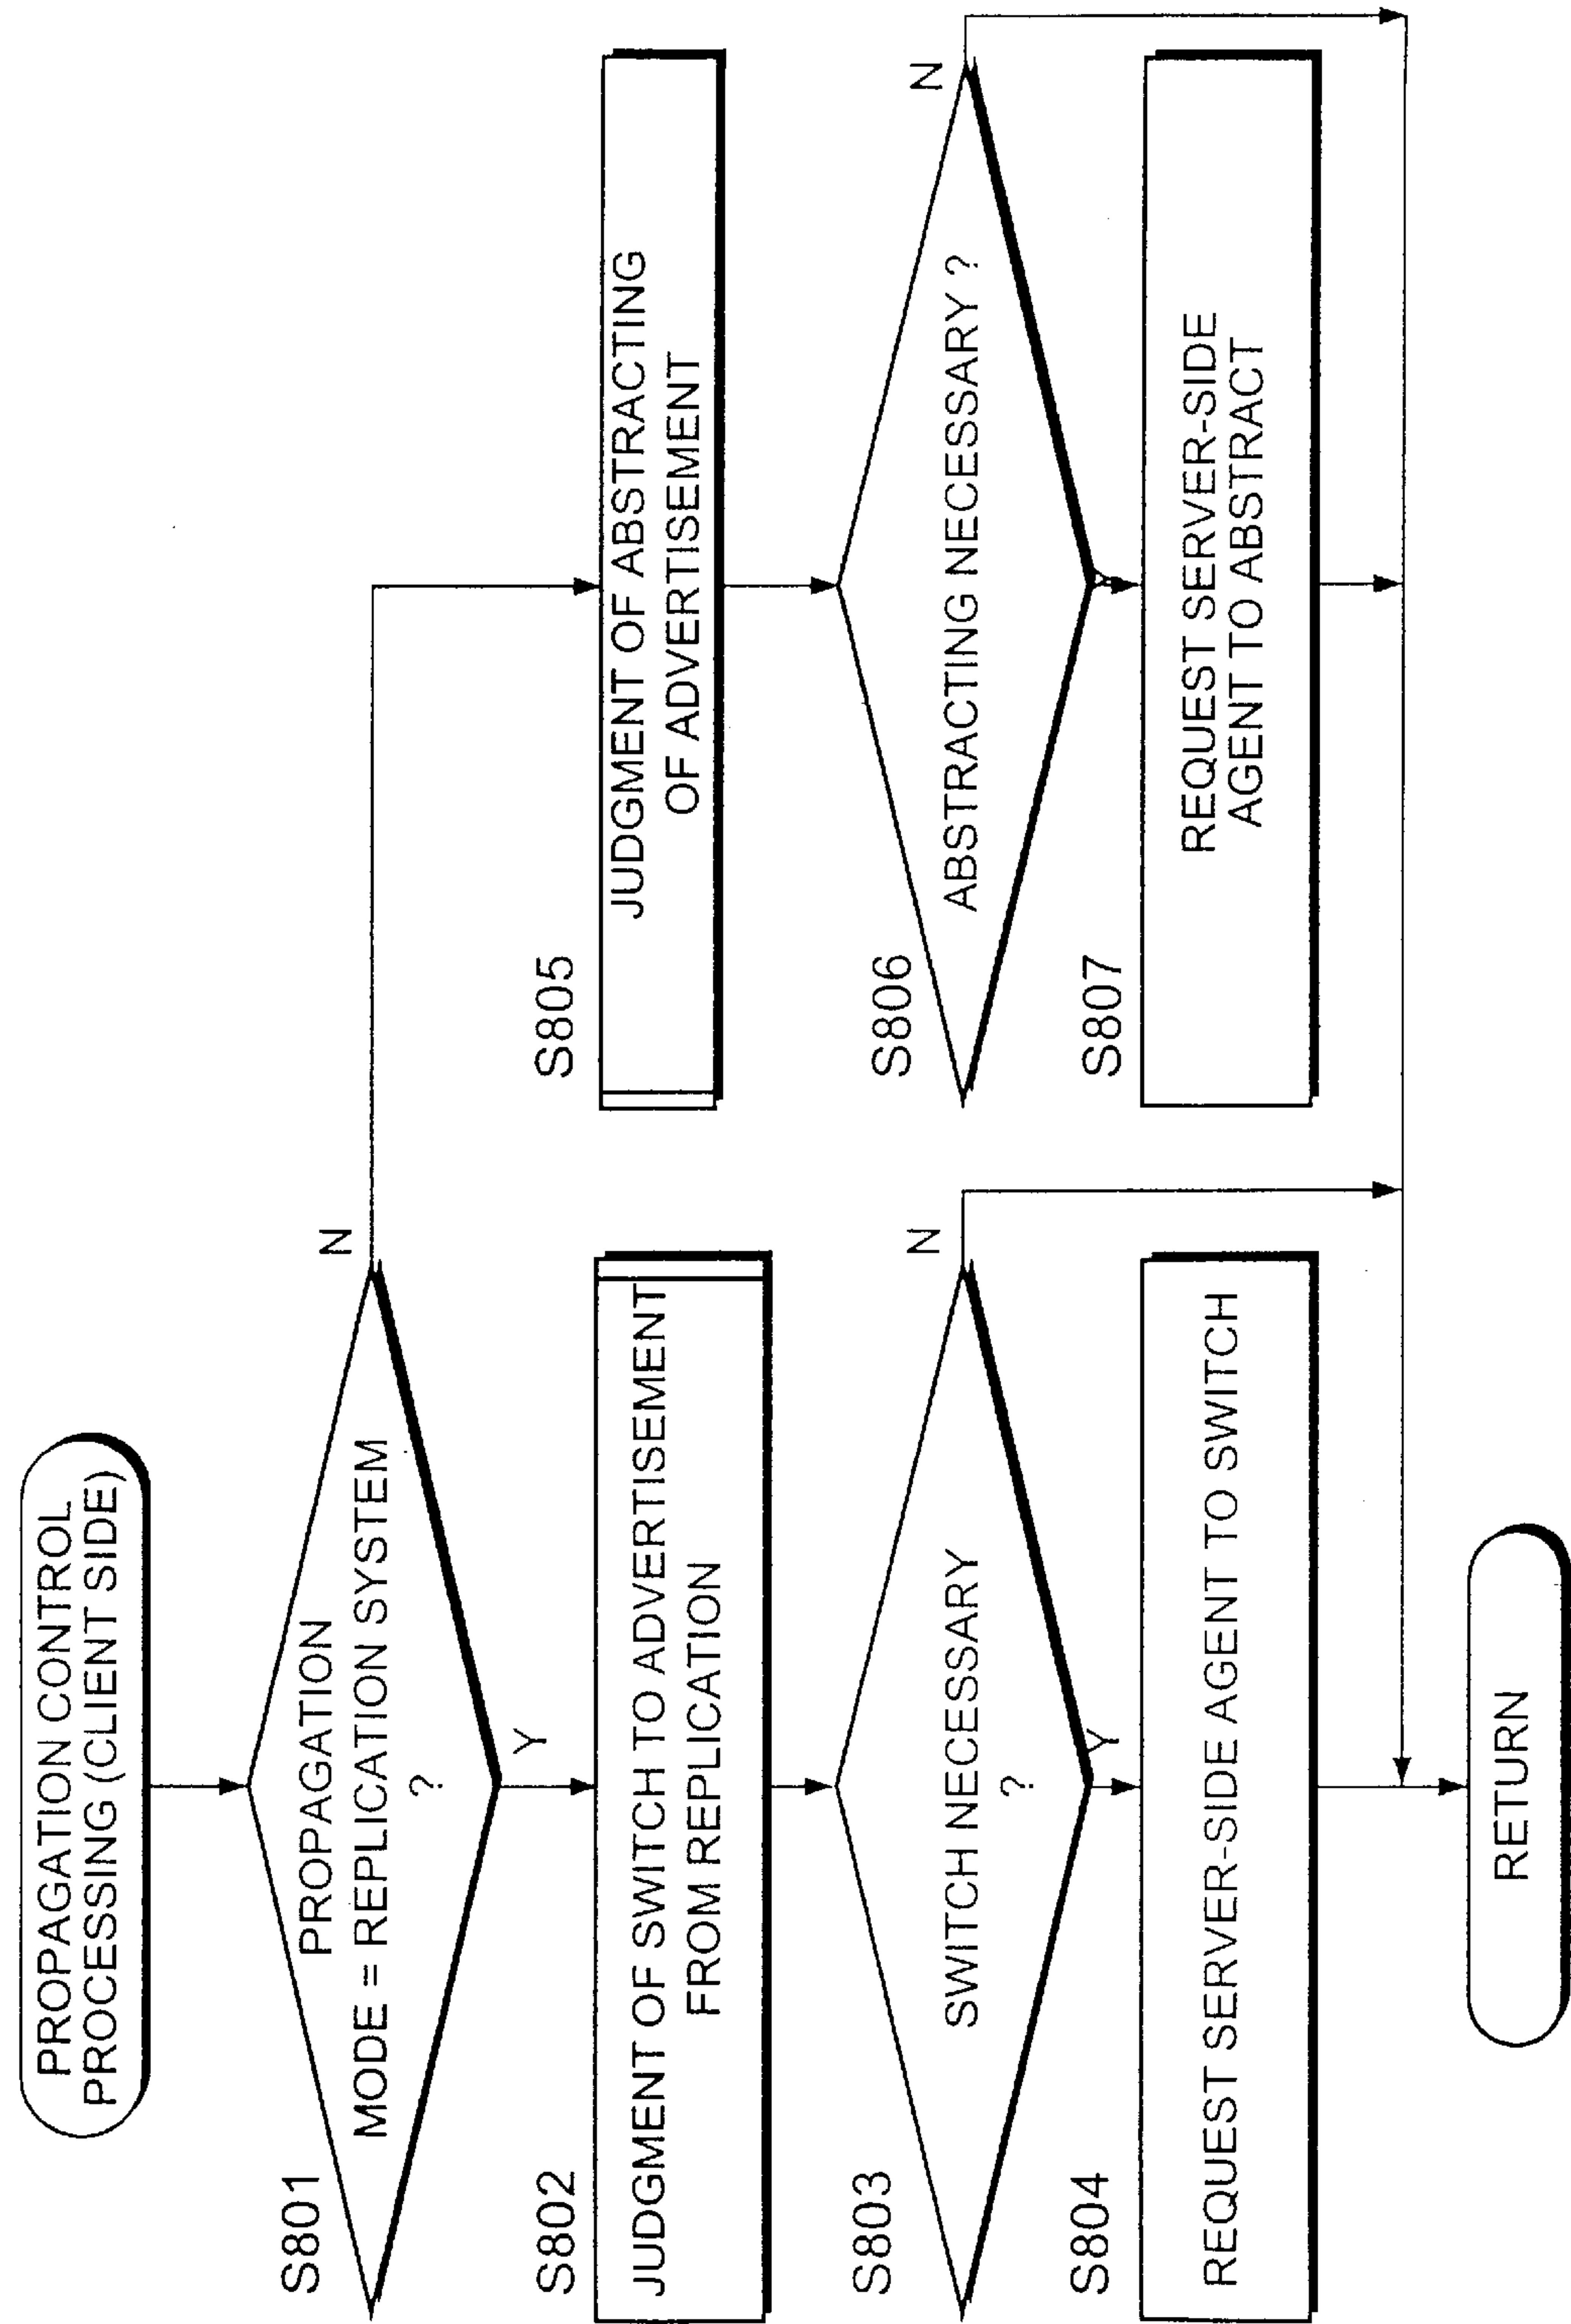 PROPAGATION CONTROL
PROCESSING (CLIENT SIDE)
S801
PROPAGATION
MODE = REPLICATION SYSTEM
?
N
Y
S802
JUDGMENT OF SWITCH TO ADVERTISEMENT
FROM REPLICATION
S803
SWITCH NECESSARY
?
N
Y
S804
REQUEST SERVER-SIDE AGENT TO SWITCH
S805
JUDGMENT OF ABSTRACTING
OF ADVERTISEMENT
S806
ABSTRACTING NECESSARY ?
N
Y
S807
REQUEST SERVER-SIDE
AGENT TO ABSTRACT
RETURN